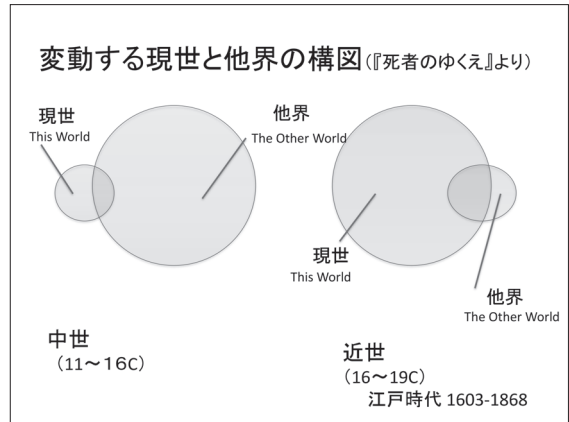 変動する現世と他界の構図(『死者のゆくえ』より)
現世
This World
他界
The Other World
現世
This World
他界
The Other World
中世
(11～16C)
近世
(16～19C)
江戸時代 1603-1868